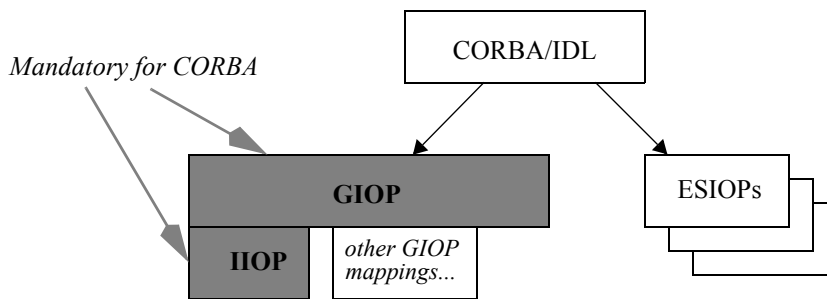 CORBA/IDL
Mandatory for CORBA
GIOP
ESIOPs
IIOP
other GIOP
mappings...